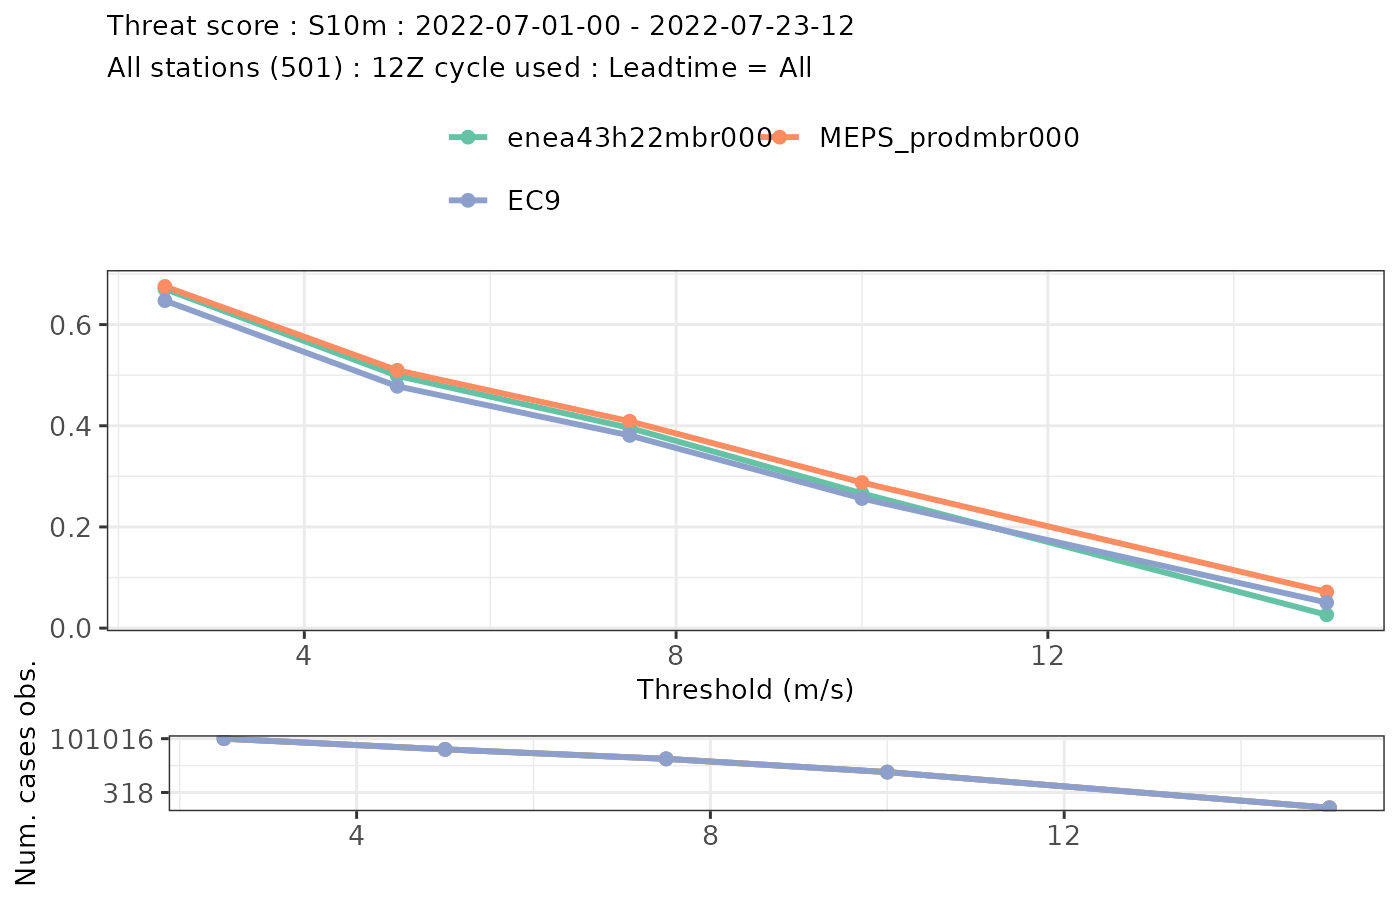 Threat score : S10m : 2022-07-01-00 - 2022-07-23-12
All stations (501) : 12Z cycle used : Leadtime = All
enea43h22mbr000 MEPS_prodmbr000
EC9
0.6
0.4
0.2
0.0
4 8 12
Threshold (m/s)
Num. cases obs.
101016
318
4 8 12